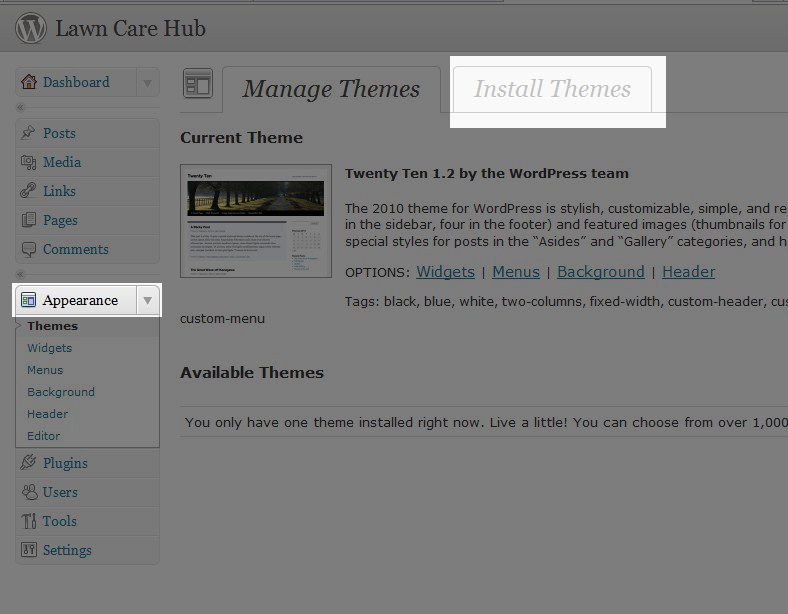 Lawn Care Hub
Dashboard
Posts
Media
Links
Pages
Comments
Appearance
Themes
Widgets
Menus
Background
Header
Editor
Plugins
Users
Tools
Settings
Manage Themes
Install Themes
Current Theme
Twenty Ten
Twenty Ten 1.2 by the WordPress team
The 2010 theme for WordPress is stylish, customizable, simple, and re
in the sidebar, four in the footer) and featured images (thumbnails for
special styles for posts in the “Asides” and “Gallery” categories, and h
OPTIONS: Widgets | Menus | Background | Header
Tags: black, blue, white, two-columns, fixed-width, custom-header, cus
custom-menu
Available Themes
You only have one theme installed right now. Live a little! You can choose from over 1,000